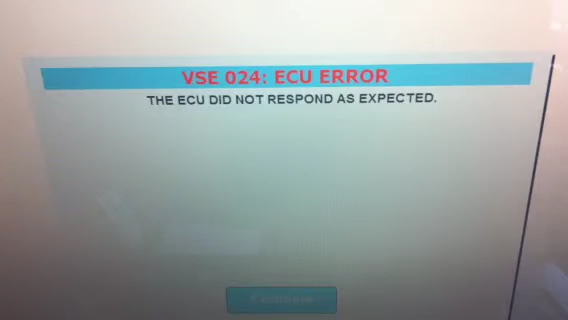 VSE 024: ECU ERROR
THE ECU DID NOT RESPOND AS EXPECTED.